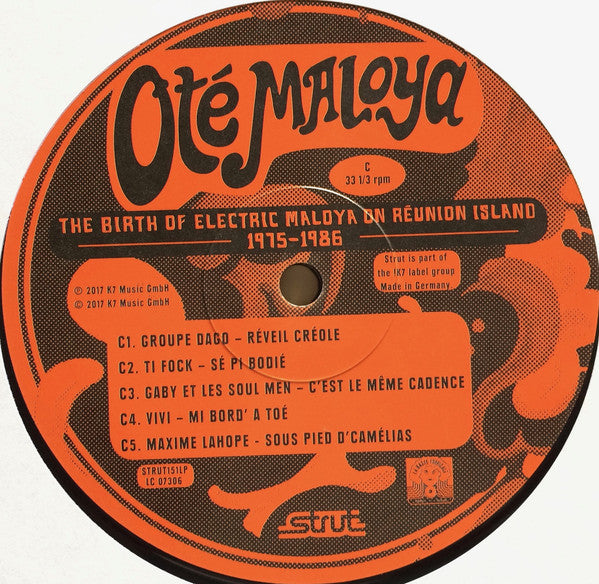 Oté MALOYA
C
33 1/3 rpm
THE BIRTH OF ELECTRIC MALOYA ON RÉUNION ISLAND
1975-1986
Strut is part of
the !K7 label group
Made in Germany
℗ 2017 K7 Music GmbH
© 2017 K7 Music GmbH
C1. GROUPE DAGO – RÉVEIL CRÉOLE
C2. TI FOCK – SÉ PI BODIÉ
C3. GABY ET LES SOUL MEN – C'EST LE MÊME CADENCE
C4. VIVI – MI BORD' A TOÉ
C5. MAXIME LAHOPE - SOUS PIED D'CAMÉLIAS
STRUT151LP
LC 07306
strut